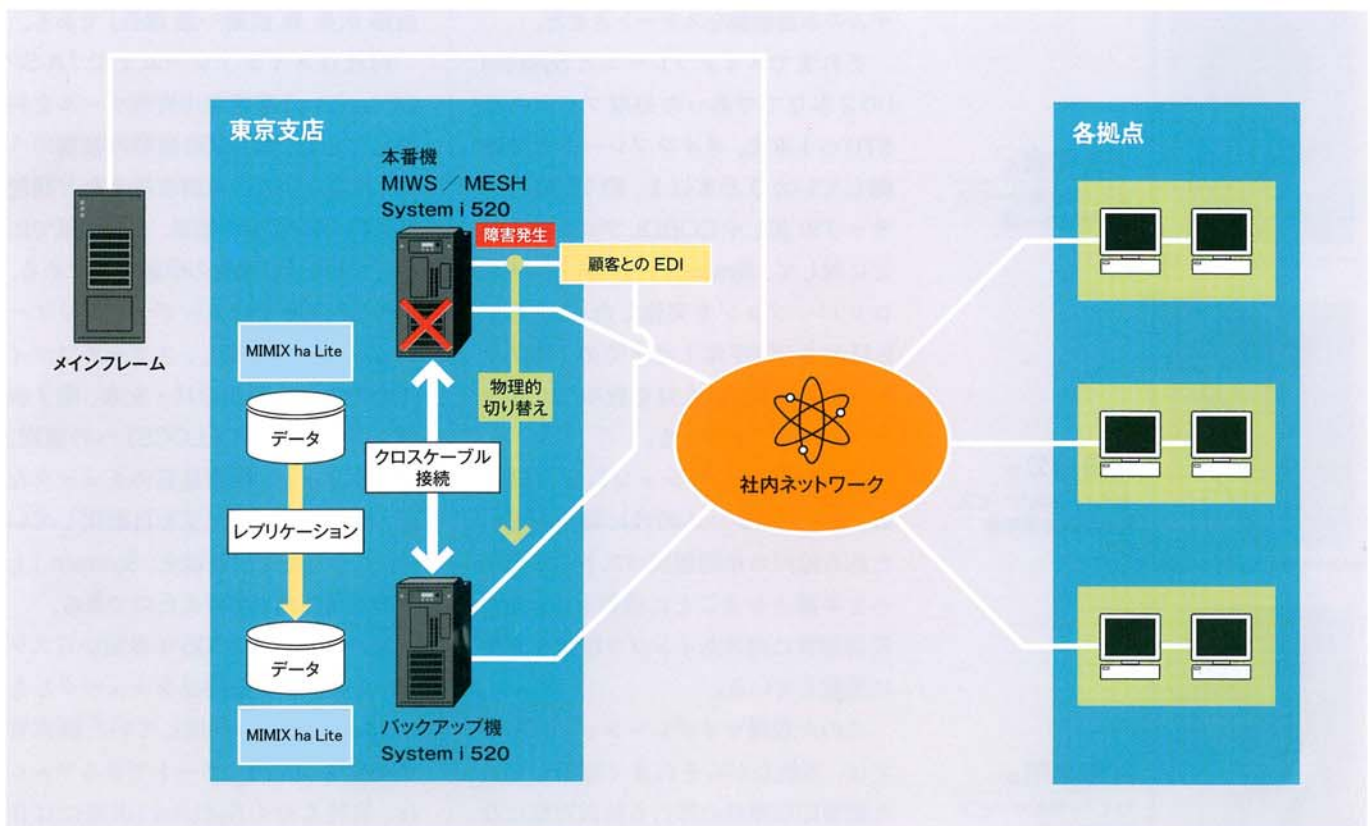 東京支店
本番機
MIWS／MESH
System i 520
障害発生
顧客との EDI
各拠点
メインフレーム
MIMIX ha Lite
データ
物理的
切り替え
クロスケーブル
接続
レプリケーション
社内ネットワーク
データ
MIMIX ha Lite
バックアップ機
System i 520